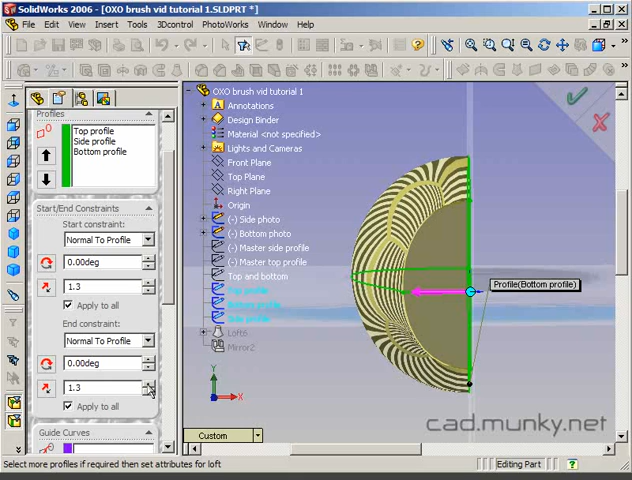 SolidWorks 2006 - [OXO brush vid tutorial 1.SLDPRT *]
File Edit View Insert Tools 3Dcontrol PhotoWorks Window Help
Profiles
Top profile
Side profile
Bottom profile
Start/End Constraints
Start constraint:
Normal To Profile
0.00deg
1.3
Apply to all
End constraint:
Normal To Profile
0.00deg
1.3
Apply to all
Guide Curves
OXO brush vid tutorial 1
Annotations
Design Binder
Material <not specified>
Lights and Cameras
Front Plane
Top Plane
Right Plane
Origin
(-) Side photo
(-) Bottom photo
(-) Master side profile
(-) Master top profile
Top and bottom
Top profile
Bottom profile
Side profile
Loft6
Mirror2
Profile(Bottom profile)
Y
X
Z
cad.munky.net
Custom
Select more profiles if required then set attributes for loft
Editing Part